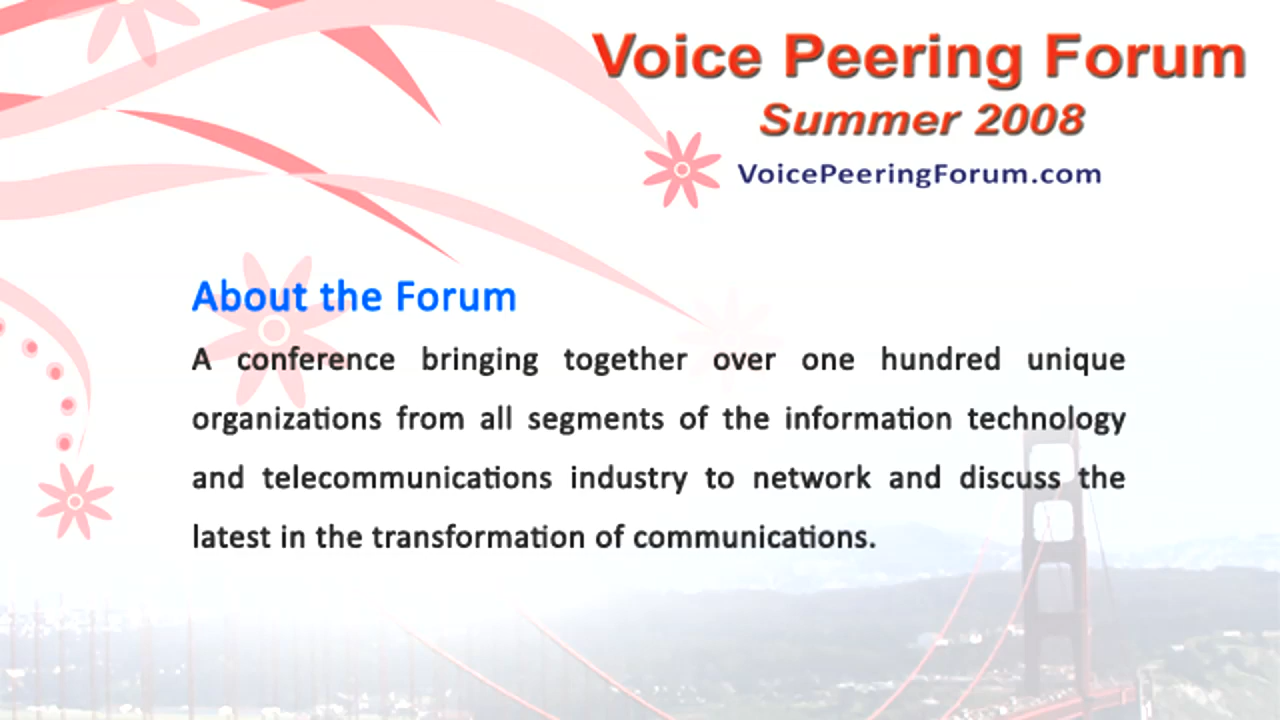 Voice Peering Forum
Summer 2008
VoicePeeringForum.com
About the Forum
A conference bringing together over one hundred unique
organizations from all segments of the information technology
and telecommunications industry to network and discuss the
latest in the transformation of communications.